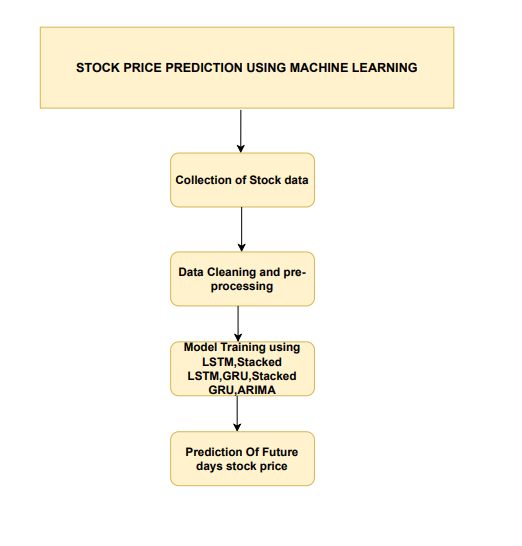 STOCK PRICE PREDICTION USING MACHINE LEARNING
Collection of Stock data
Data Cleaning and pre-
processing
Model Training using
LSTM,Stacked
LSTM,GRU,Stacked
GRU,ARIMA
Prediction Of Future
days stock price